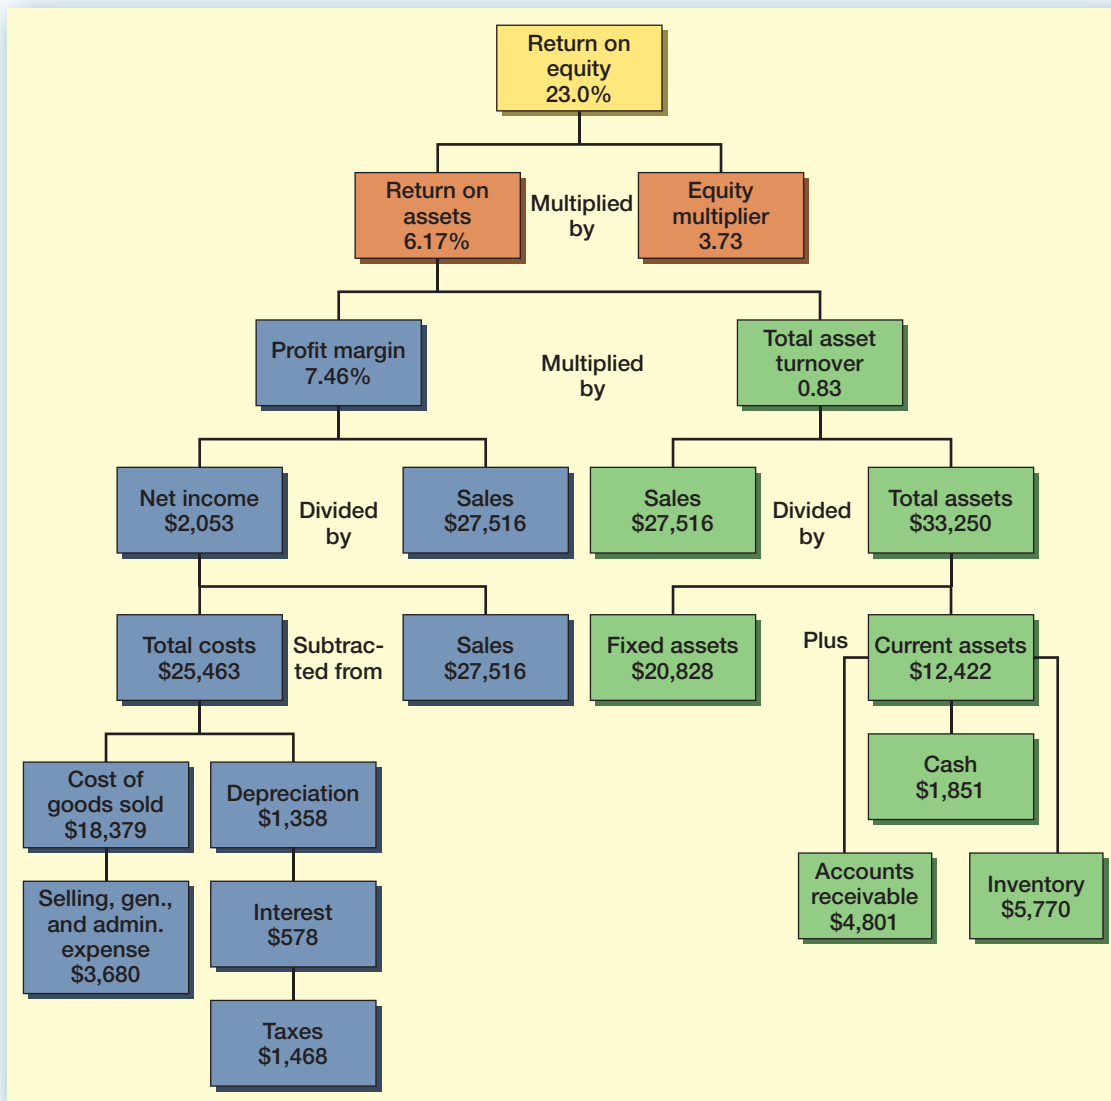 Return on
equity
23.0%
Return on
assets
6.17%
Multiplied
by
Equity
multiplier
3.73
Profit margin
7.46%
Multiplied
by
Total asset
turnover
0.83
Net income
$2,053
Divided
by
Sales
$27,516
Sales
$27,516
Divided
by
Total assets
$33,250
Total costs
$25,463
Subtrac-
ted from
Sales
$27,516
Fixed assets
$20,828
Plus
Current assets
$12,422
Cost of
goods sold
$18,379
Depreciation
$1,358
Cash
$1,851
Selling, gen.,
and admin.
expense
$3,680
Interest
$578
Accounts
receivable
$4,801
Inventory
$5,770
Taxes
$1,468